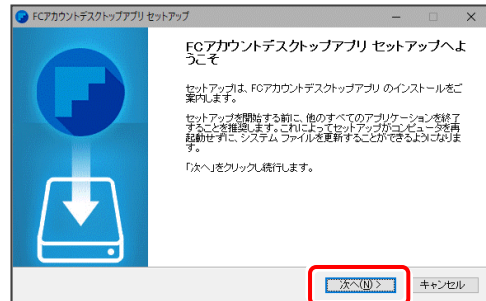 FCアカウントデスクトップアプリ セットアップ
FCアカウントデスクトップアプリ セットアップへよ
うこそ
セットアップは、FCアカウントデスクトップアプリ のインストールをご
案内します。
セットアップを開始する前に、他のすべてのアプリケーションを終了
することを推奨します。これによってセットアップがコンピュータを再
起動せずに、システム ファイルを更新することができるようになりま
す。
「次へ」をクリックし続行します。
次へ(N) >
キャンセル